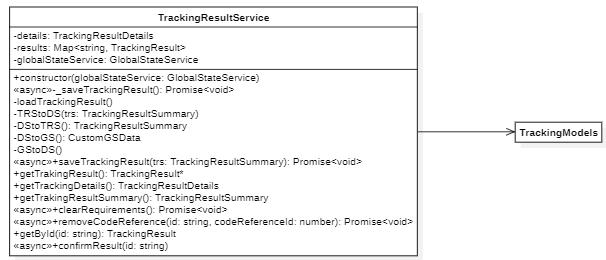 TrackingResultService
-details: TrackingResultDetails
-results: Map<string, TrackingResult>
-globalStateService: GlobalStateService
+constructor(globalStateService: GlobalStateService)
«async»-_saveTrackingResult(): Promise<void>
-loadTrackingResult()
-TRStoDS(trs: TrackingResultSummary)
-DStoTRS(): TrackingResultSummary
-DStoGS(): CustomGSData
-GStoDS()
«async»+saveTrackingResult(trs: TrackingResultSummary): Promise<void>
+getTrakingResult(): TrackingResult*
+getTrackingDetails(): TrackingResultDetails
+getTrakingResultSummary(): TrackingResultSummary
«async»+clearRequirements(): Promise<void>
«async»+removeCodeReference(id: string, codeReferenceId: number): Promise<void>
+getById(id: string): TrackingResult
«async»+confirmResult(id: string)
TrackingModels